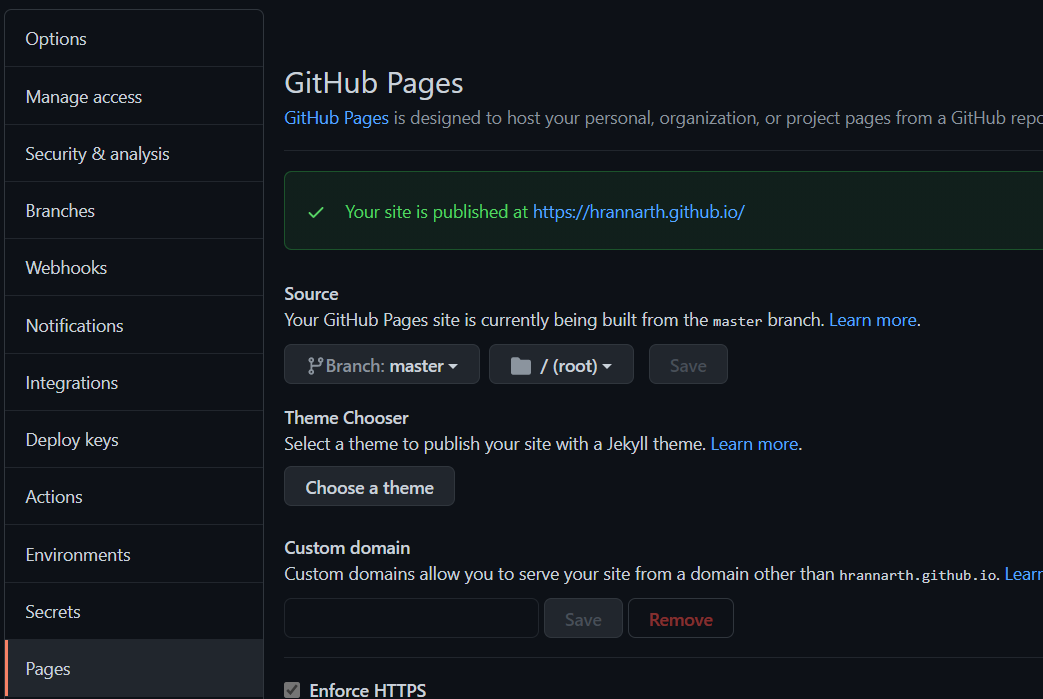 Options
Manage access
Security & analysis
Branches
Webhooks
Notifications
Integrations
Deploy keys
Actions
Environments
Secrets
Pages
GitHub Pages
GitHub Pages is designed to host your personal, organization, or project pages from a GitHub repo
Your site is published at https://hrannarth.github.io/
Source
Your GitHub Pages site is currently being built from the master branch. Learn more.
Branch: master
/ (root)
Save
Theme Chooser
Select a theme to publish your site with a Jekyll theme. Learn more.
Choose a theme
Custom domain
Custom domains allow you to serve your site from a domain other than hrannarth.github.io. Learn
Save
Remove
Enforce HTTPS